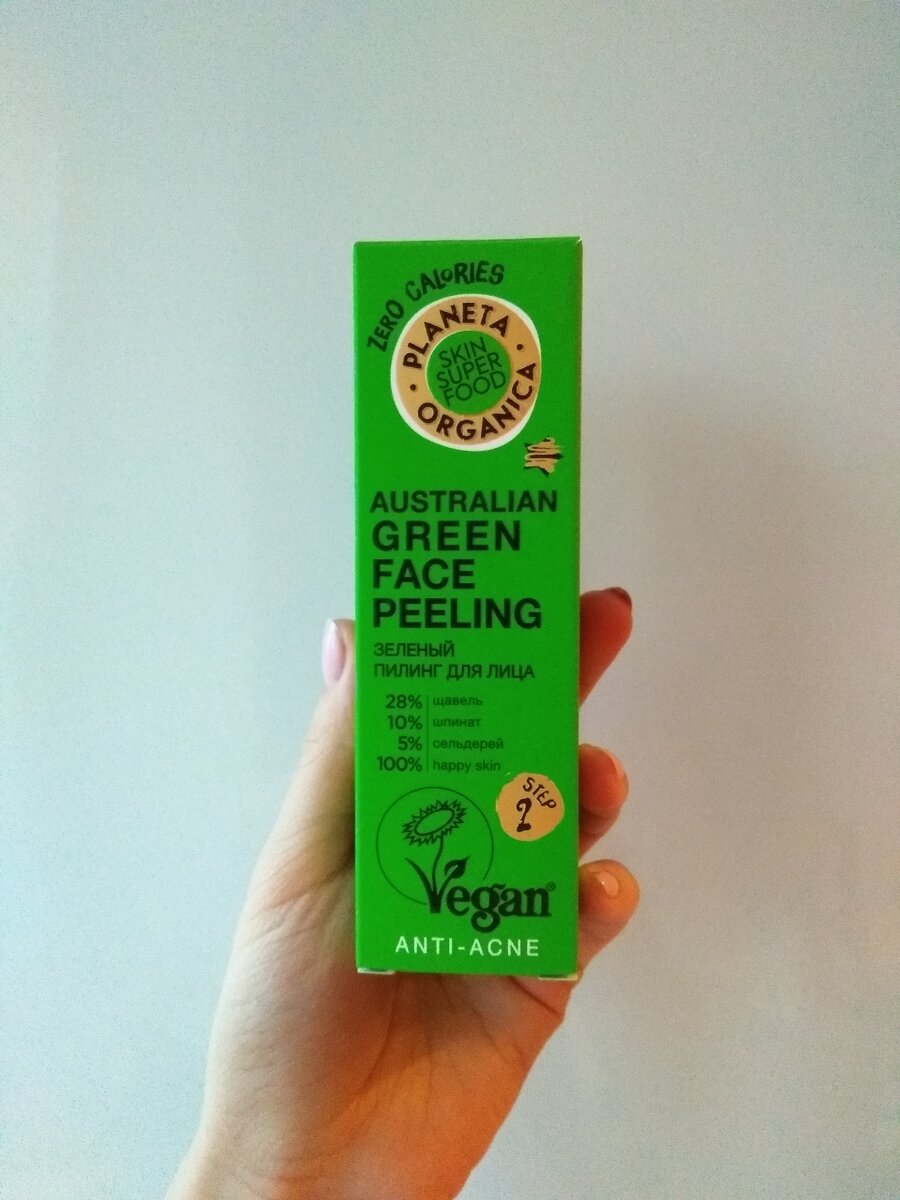 ZERO CALORIES
PLANETA
ORGANICA
SKIN
SUPER
FOOD
AUSTRALIAN
GREEN
FACE
PEELING
ЗЕЛЕНЫЙ
ПИЛИНГ ДЛЯ ЛИЦА
28% щавель
10% шпинат
5% сельдерей
100% happy skin
STEP
2
Vegan®
ANTI-ACNE